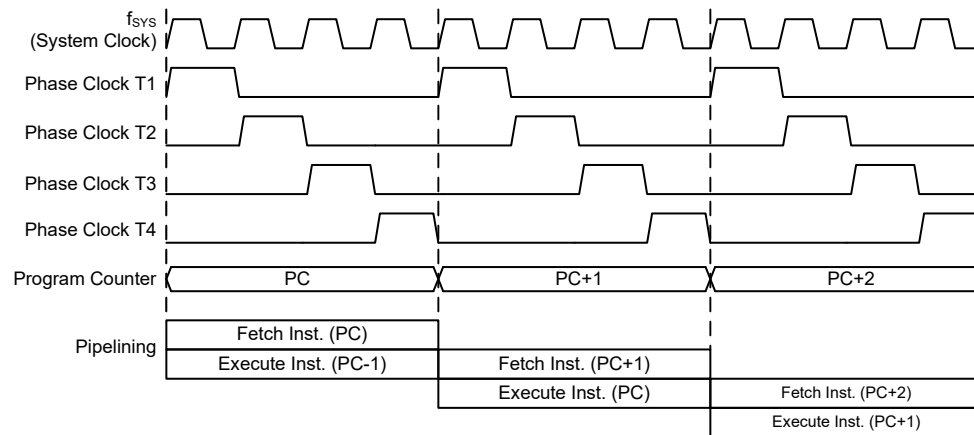 fSYS
(System Clock)
Phase Clock T1
Phase Clock T2
Phase Clock T3
Phase Clock T4
Program Counter PC PC+1 PC+2
Pipelining
Fetch Inst. (PC)
Execute Inst. (PC-1) Fetch Inst. (PC+1)
Execute Inst. (PC) Fetch Inst. (PC+2)
Execute Inst. (PC+1)